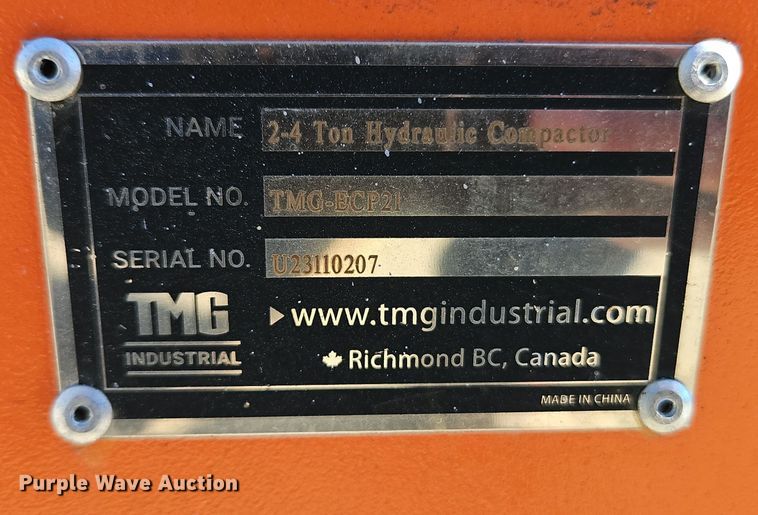 NAME 2-4 Ton Hydraulic Compactor
MODEL NO. TMG-ECP21
SERIAL NO. U23110207
TMG
INDUSTRIAL
www.tmgindustrial.com
Richmond BC, Canada
MADE IN CHINA
Purple Wave Auction